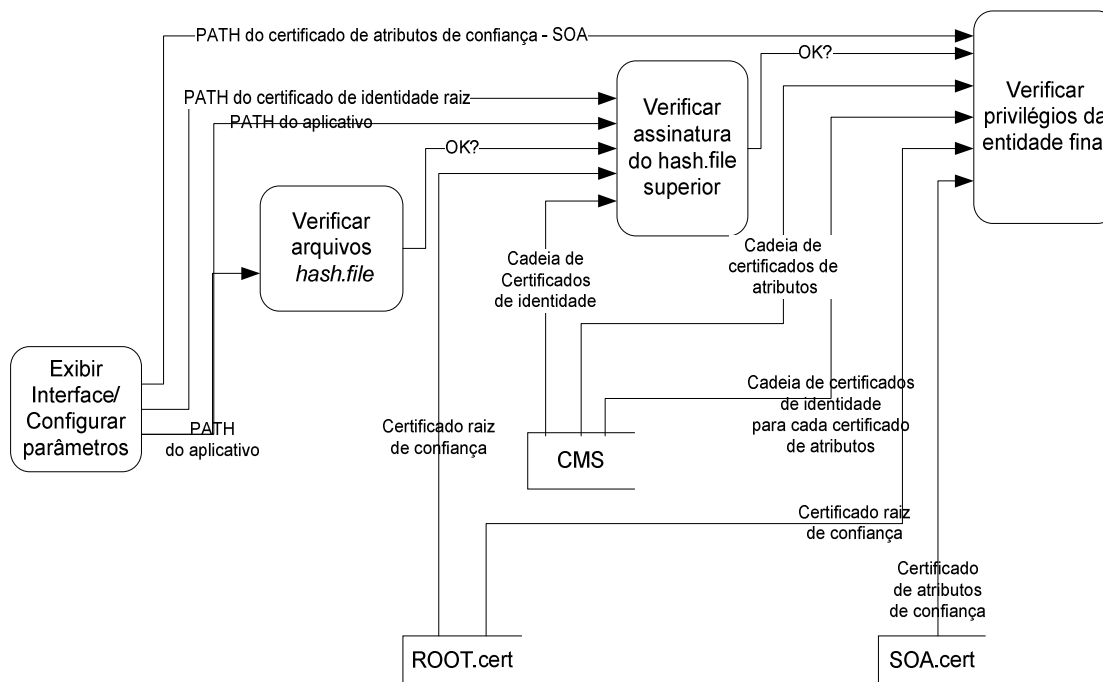 PATH do certificado de atributos de confiança - SOA
OK?
Verificar
privilégios da
entidade fina
PATH do certificado de identidade raiz
PATH do aplicativo
Verificar
assinatura
do hash.file
superior
OK?
Verificar
arquivos
hash.file
Cadeia de
Certificados
de identidade
Cadeia de
certificados de
atributos
Exibir
Interface/
Configurar
parâmetros
PATH
do aplicativo
Certificado raiz
de confiança
Cadeia de certificados
de identidade
para cada certificado
de atributos
CMS
Certificado raiz
de confiança
Certificado
de atributos
de confiança
ROOT.cert
SOA.cert